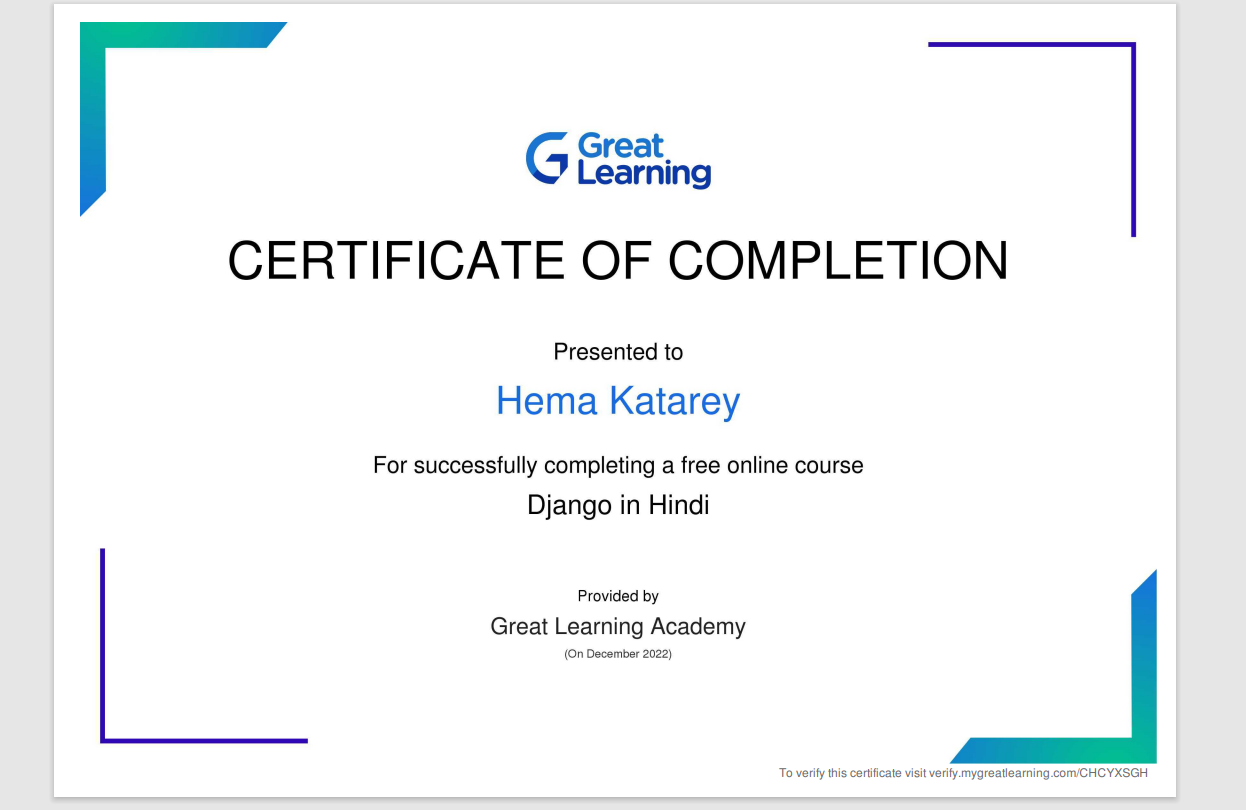 Great
Learning
CERTIFICATE OF COMPLETION
Presented to
Hema Katarey
For successfully completing a free online course
Django in Hindi
Provided by
Great Learning Academy
(On December 2022)
To verify this certificate visit verify.mygreatlearning.com/CHCYXSGH